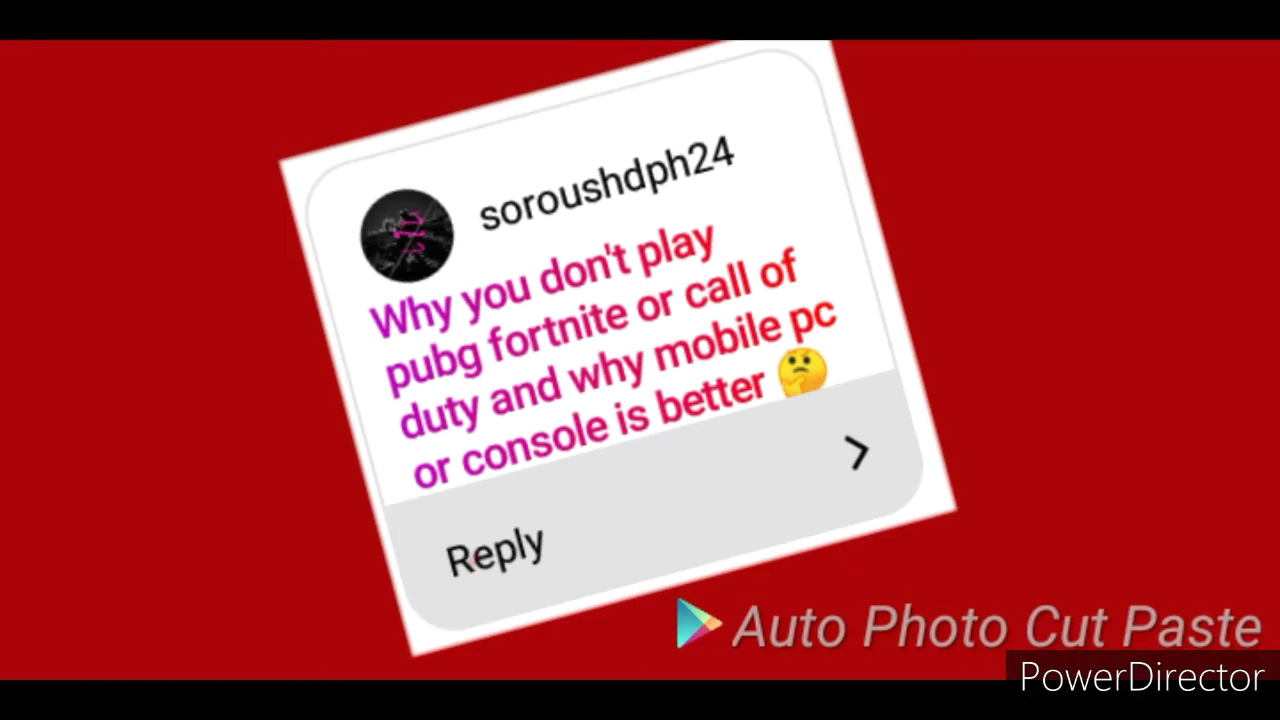 soroushdph24
Why you don't play
pubg fortnite or call of
duty and why mobile pc
or console is better 🤔
Reply
Auto Photo Cut Paste
PowerDirector